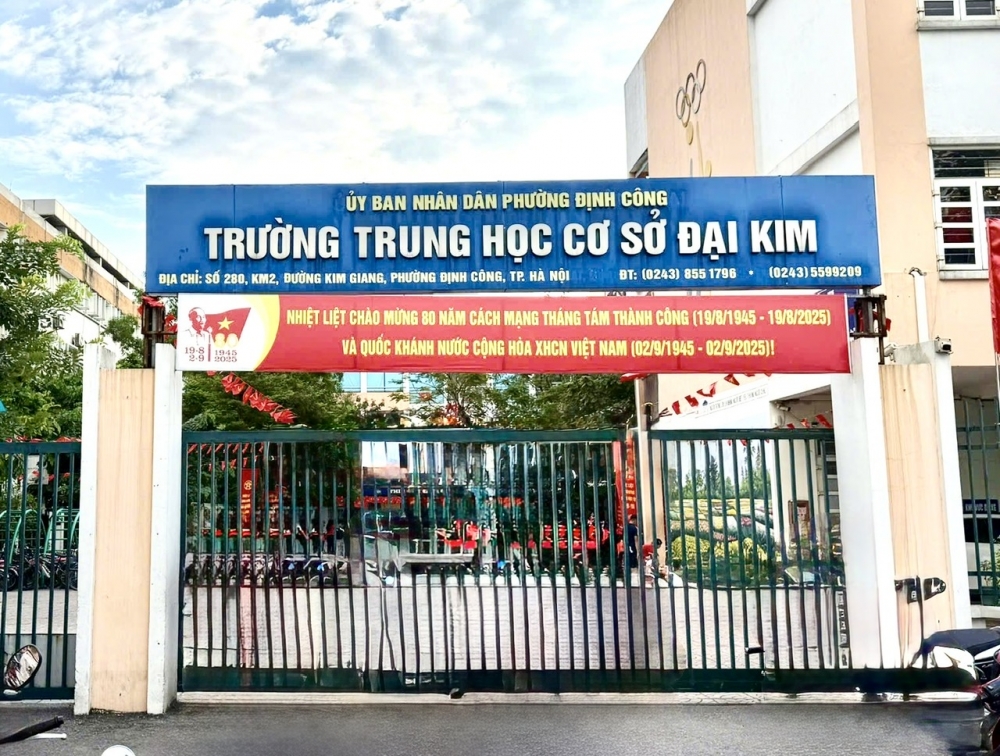 ỦY BAN NHÂN DÂN PHƯỜNG ĐỊNH CÔNG
TRƯỜNG TRUNG HỌC CƠ SỞ ĐẠI KIM
ĐỊA CHỈ: SỐ 280, KM2, ĐƯỜNG KIM GIANG, PHƯỜNG ĐỊNH CÔNG, TP. HÀ NỘI ĐT: (0243) 855 1796 • (0243) 5599209
NHIỆT LIỆT CHÀO MỪNG 80 NĂM CÁCH MẠNG THÁNG TÁM THÀNH CÔNG (19/8/1945 - 19/8/2025)
VÀ QUỐC KHÁNH NƯỚC CỘNG HÒA XHCN VIỆT NAM (02/9/1945 - 02/9/2025)!
80
19-8 1945
2-9 2025